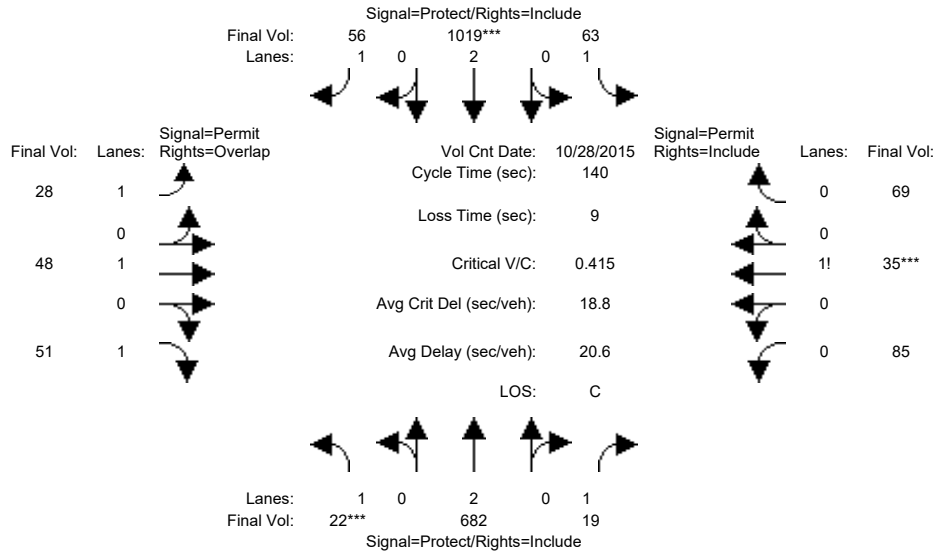 Signal=Protect/Rights=Include
Final Vol: 56 1019*** 63
Lanes: 1 0 2 0 1
Signal=Permit Signal=Permit
Final Vol: Lanes: Rights=Overlap Vol Cnt Date: 10/28/2015 Rights=Include Lanes: Final Vol:
Cycle Time (sec): 140
28 1 0 69
Loss Time (sec): 9
0 0
48 1 Critical V/C: 0.415 1! 35***
0 Avg Crit Del (sec/veh): 18.8 0
51 1 Avg Delay (sec/veh): 20.6 0 85
LOS: C
Lanes: 1 0 2 0 1
Final Vol: 22*** 682 19
Signal=Protect/Rights=Include